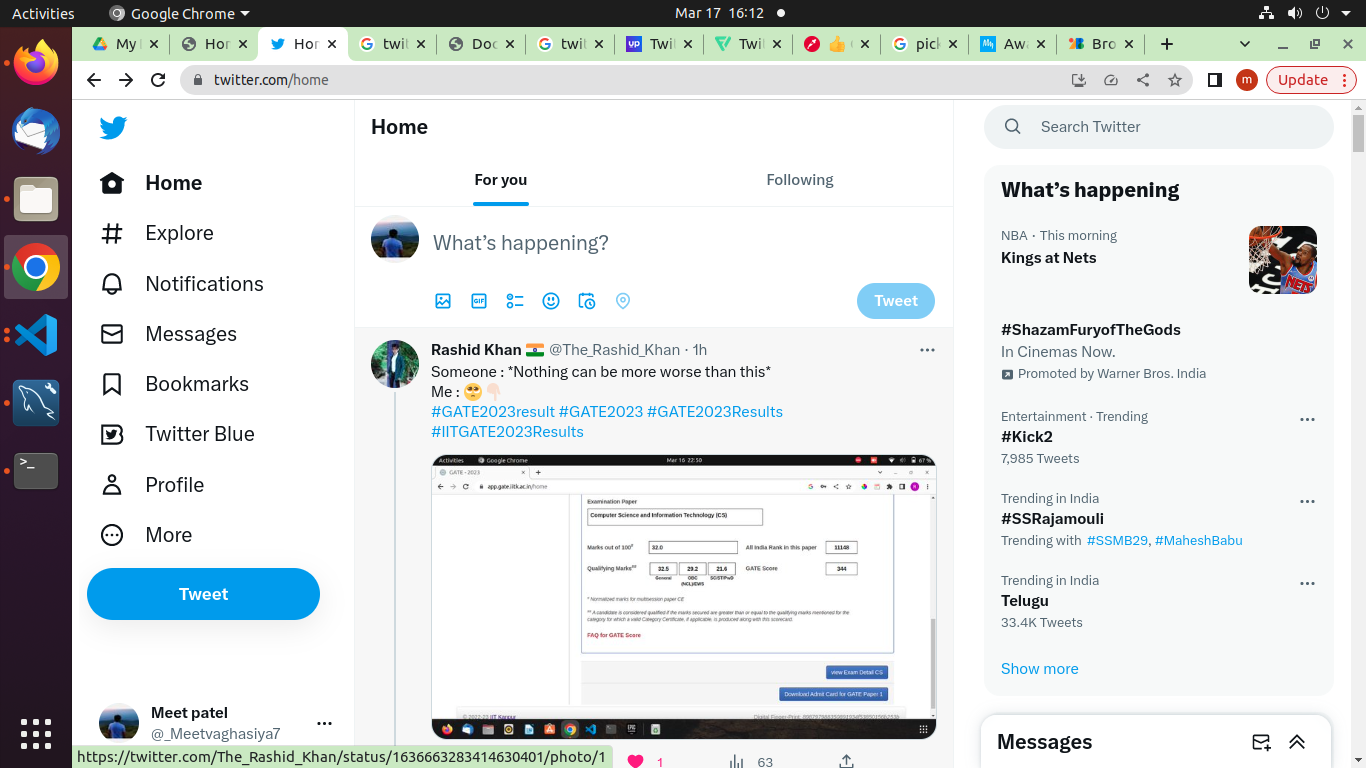 Activities
Google Chrome
Mar 17 16:12
My
Hor
Hor
twil
Doc
twil
Twil
Twil
👍
pick
Awa
Bro
twitter.com/home
m
Update
Home
Explore
Notifications
Messages
Bookmarks
Twitter Blue
Profile
More
Tweet
Meet patel
@_Meetvaghasiya7
Home
For you
Following
What's happening?
GIF
Tweet
Rashid Khan 🇮🇳 @The_Rashid_Khan · 1h
Someone : *Nothing can be more worse than this*
Me : 🥺👇🏻
#GATE2023result #GATE2023 #GATE2023Results
#IITGATE2023Results
Activities
Google Chrome
Mar 16 22:50
67 %
GATE - 2023
app.gate.iitk.ac.in/home
Examination Paper
Computer Science and Information Technology (CS)
Marks out of 100# 32.0 All India Rank in this paper 11148
Qualifying Marks## 32.5 29.2 21.6 GATE Score 344
General OBC (NCL)/EWS SC/ST/PwD
* Normalized marks for multisession paper CE
** A candidate is considered qualified if the marks secured are greater than or equal to the qualifying marks mentioned for the
category for which a valid Category Certificate, if applicable, is produced along with this scorecard.
FAQ for GATE Score
view Exam Detail CS
Download Admit Card for GATE Paper 1
© 2022-23 IIT Kanpur
1
63
https://twitter.com/The_Rashid_Khan/status/1636663283414630401/photo/1
Search Twitter
What's happening
NBA · This morning
Kings at Nets
#ShazamFuryofTheGods
In Cinemas Now.
Promoted by Warner Bros. India
Entertainment · Trending
#Kick2
7,985 Tweets
Trending in India
#SSRajamouli
Trending with #SSMB29, #MaheshBabu
Trending in India
Telugu
33.4K Tweets
Show more
Messages